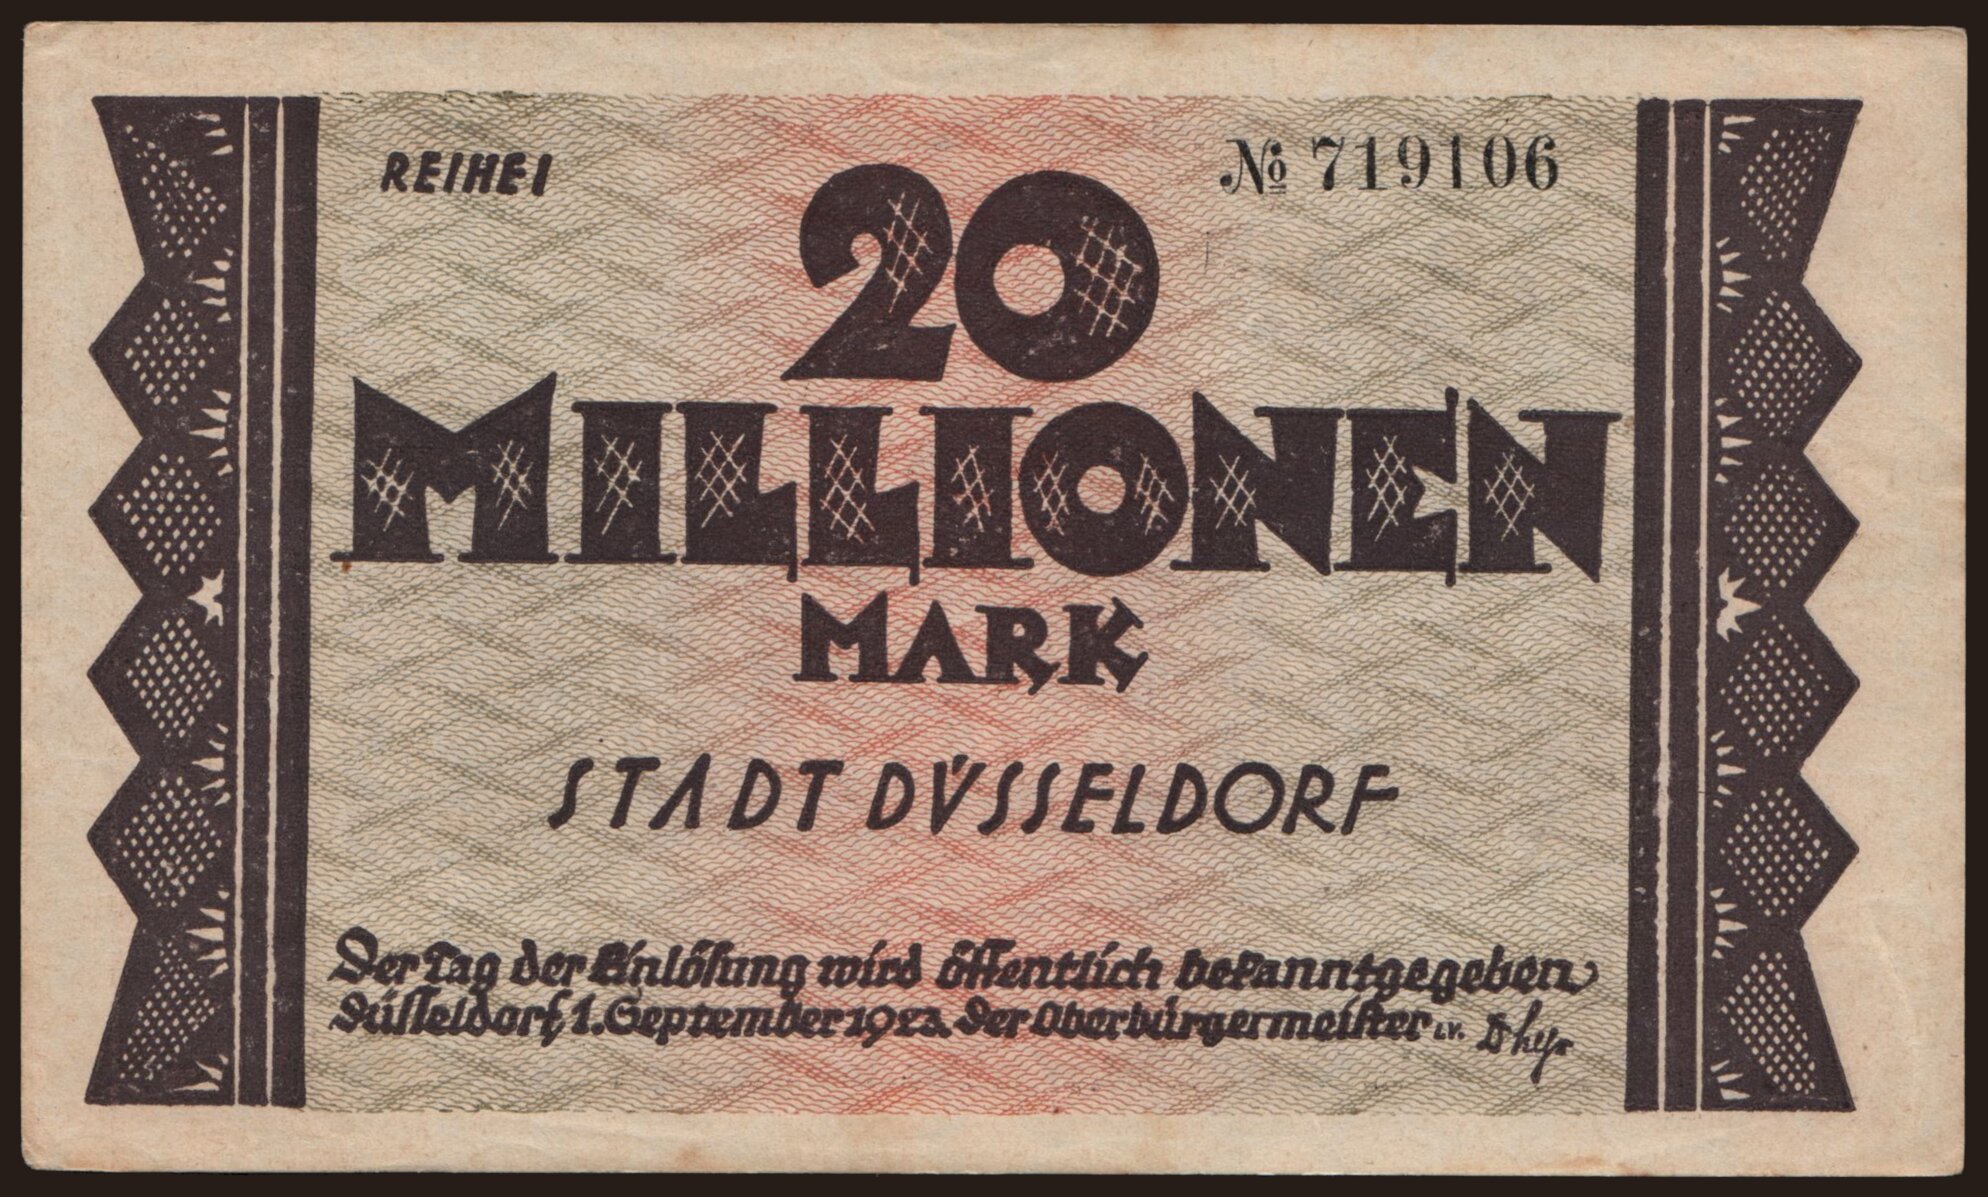 REIHE I
№ 719106
20
MILLIONEN
MARK
STADT DÜSSELDORF
Der Tag der Einlösung wird öffentlich bekanntgegeben
Düsseldorf, 1. September 1923. Der Oberbürgermeister i.V.